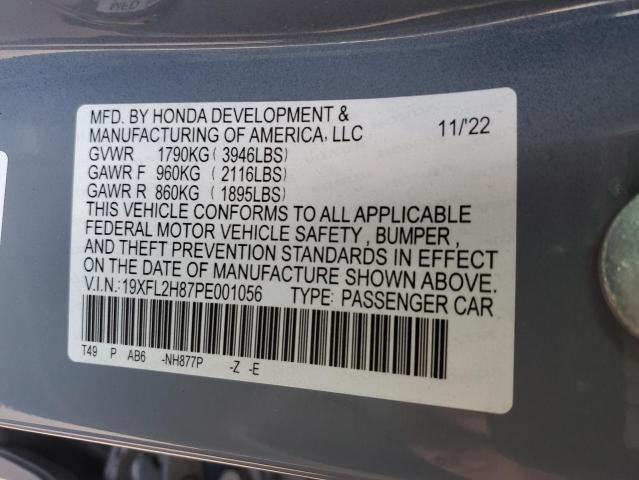 MFD. BY HONDA DEVELOPMENT &
MANUFACTURING OF AMERICA, LLC 11/'22
GVWR 1790KG (3946LBS)
GAWR F 960KG (2116LBS)
GAWR R 860KG (1895LBS)
THIS VEHICLE CONFORMS TO ALL APPLICABLE
FEDERAL MOTOR VEHICLE SAFETY, BUMPER,
AND THEFT PREVENTION STANDARDS IN EFFECT
ON THE DATE OF MANUFACTURE SHOWN ABOVE.
V.I.N.:19XFL2H87PE001056 TYPE: PASSENGER CAR
T49 P AB6 -NH877P -Z -E